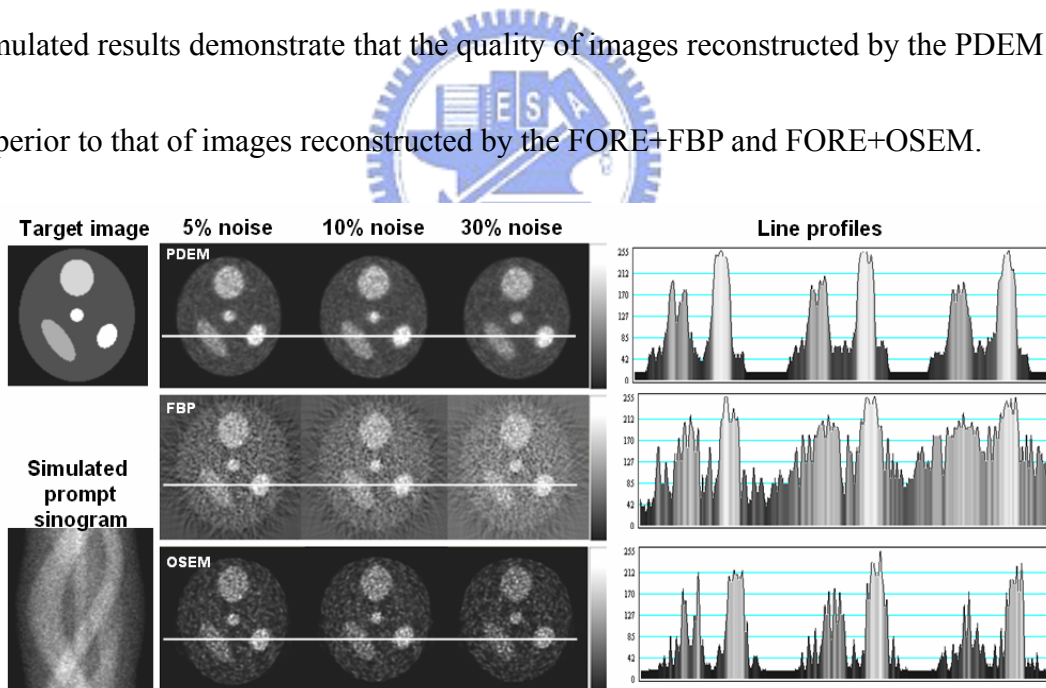 mulated results demonstrate that the quality of images reconstructed by the PDEM
perior to that of images reconstructed by the FORE+FBP and FORE+OSEM.
E S A
Target image 5% noise 10% noise 30% noise Line profiles
PDEM
255
212
170
127
85
42
0
FBP
255
212
170
127
85
42
0
Simulated
prompt
sinogram
OSEM
255
212
170
127
85
42
0